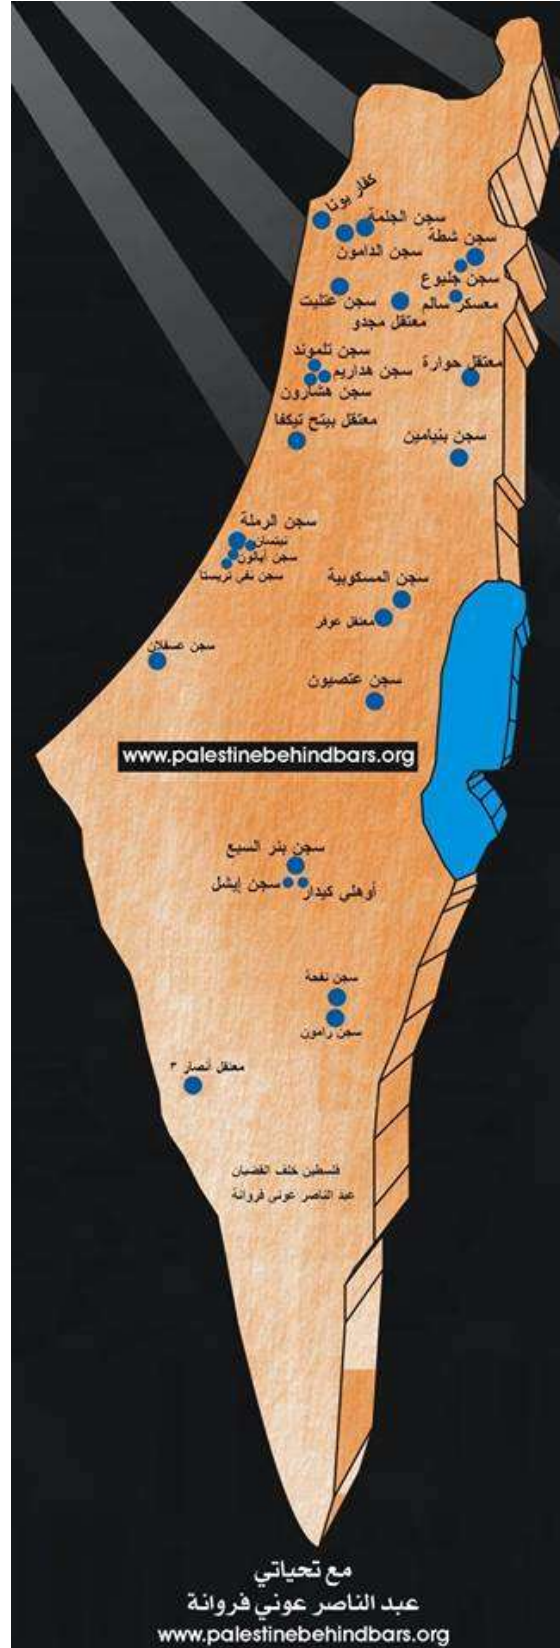 كفار يونا
سجن الجلمة
سجن الدامون
سجن شطة
سجن جلبوع
سجن عتليت
معسكر سالم
معتقل مجدو
سجن تلموند
سجن هداريم
معتقل حوارة
سجن هشارون
معتقل بيتح تيكفا
سجن بنيامين
سجن الرملة
نيتسان
سجن أيالون
سجن نفي تريستا
سجن المسكوبية
معتقل عوفر
سجن عسقلان
سجن عتصيون
www.palestinebehindbars.org
سجن بئر السبع
أوهلي كيدار
سجن إيشل
سجن نفحة
سجن رامون
معتقل أنصار ٣
فلسطين خلف القضبان
عبد الناصر عوني فروانة
مع تحياتي
عبد الناصر عوني فروانة
www.palestinebehindbars.org